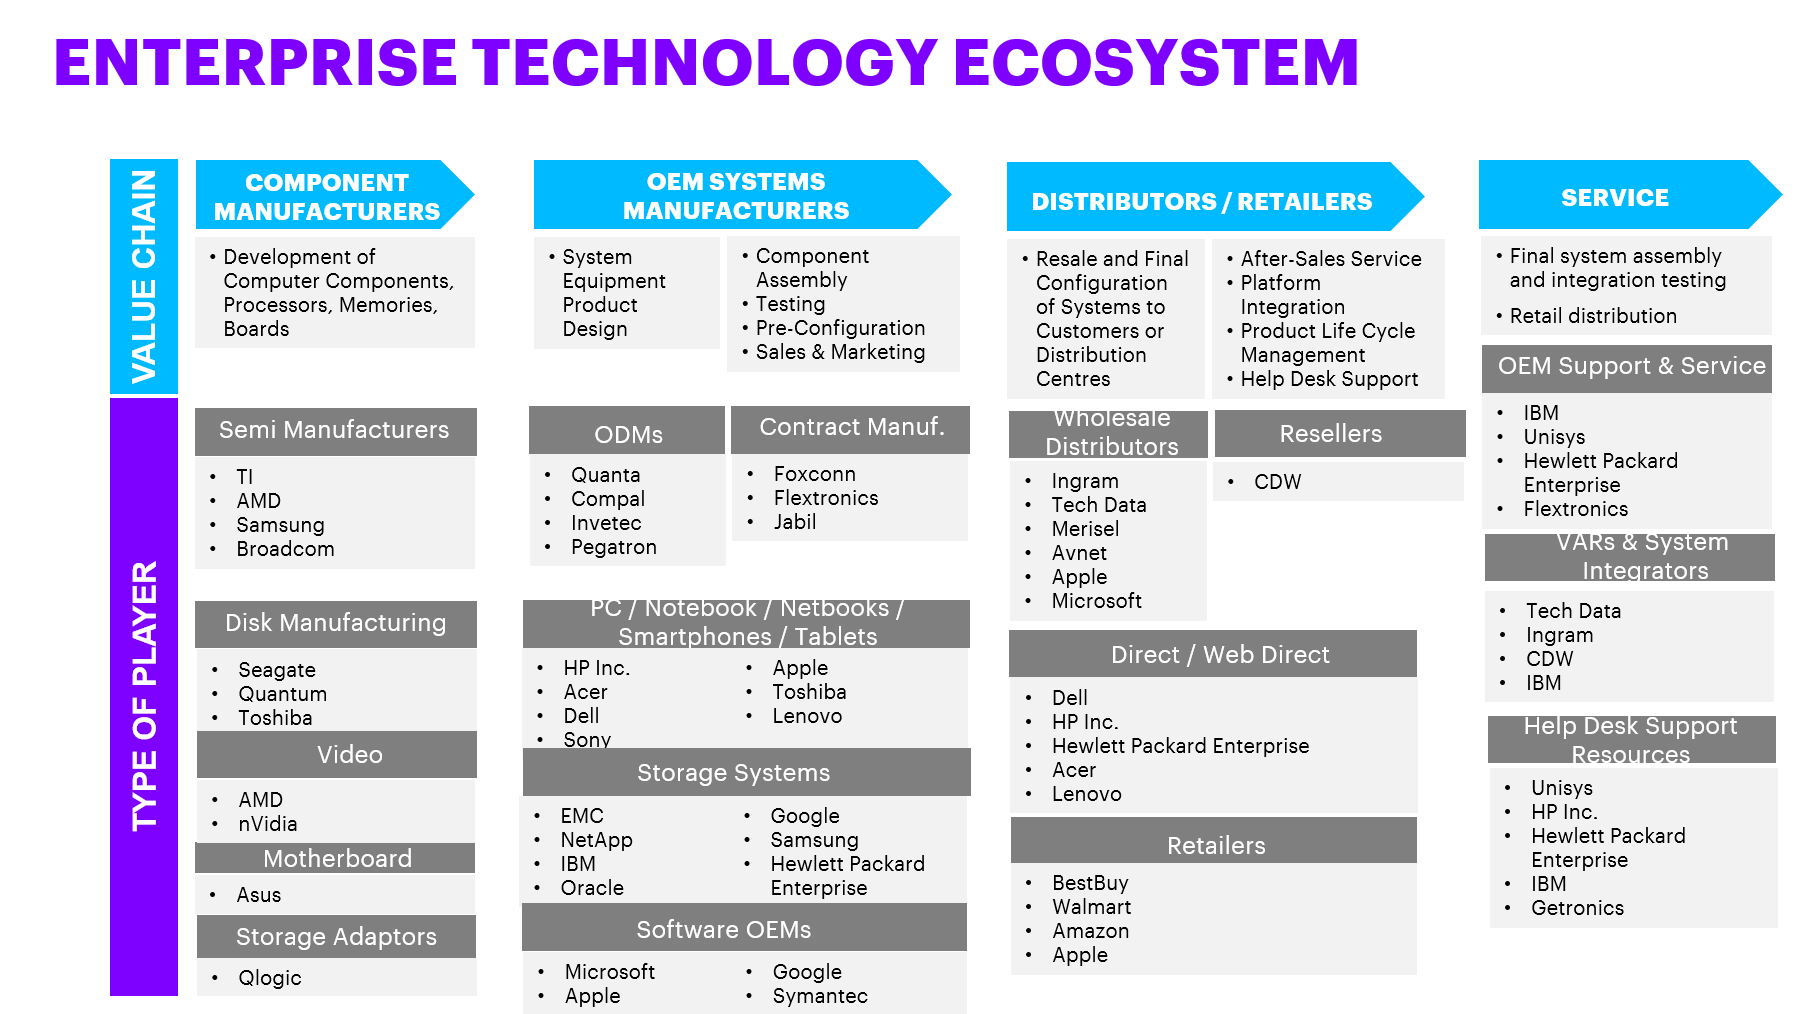 ENTERPRISE TECHNOLOGY ECOSYSTEM
VALUE CHAIN
COMPONENT
MANUFACTURERS
• Development of
Computer Components,
Processors, Memories,
Boards
OEM SYSTEMS
MANUFACTURERS
• System
Equipment
Product
Design
• Component
Assembly
• Testing
• Pre-Configuration
• Sales & Marketing
DISTRIBUTORS / RETAILERS
• Resale and Final
Configuration
of Systems to
Customers or
Distribution
Centres
• After-Sales Service
• Platform
Integration
• Product Life Cycle
Management
• Help Desk Support
SERVICE
• Final system assembly
and integration testing
• Retail distribution
TYPE OF PLAYER
Semi Manufacturers
• TI
• AMD
• Samsung
• Broadcom
Disk Manufacturing
• Seagate
• Quantum
• Toshiba
Video
• AMD
• nVidia
Motherboard
• Asus
Storage Adaptors
• Qlogic
ODMs
• Quanta
• Compal
• Invetec
• Pegatron
Contract Manuf.
• Foxconn
• Flextronics
• Jabil
PC / Notebook / Netbooks /
Smartphones / Tablets
• HP Inc.
• Acer
• Dell
• Sony
• Apple
• Toshiba
• Lenovo
Storage Systems
• EMC
• NetApp
• IBM
• Oracle
• Google
• Samsung
• Hewlett Packard
Enterprise
Software OEMs
• Microsoft
• Apple
• Google
• Symantec
Wholesale
Distributors
• Ingram
• Tech Data
• Merisel
• Avnet
• Apple
• Microsoft
Resellers
• CDW
Direct / Web Direct
• Dell
• HP Inc.
• Hewlett Packard Enterprise
• Acer
• Lenovo
Retailers
• BestBuy
• Walmart
• Amazon
• Apple
OEM Support & Service
• IBM
• Unisys
• Hewlett Packard
Enterprise
• Flextronics
VARs & System
Integrators
• Tech Data
• Ingram
• CDW
• IBM
Help Desk Support
Resources
• Unisys
• HP Inc.
• Hewlett Packard
Enterprise
• IBM
• Getronics